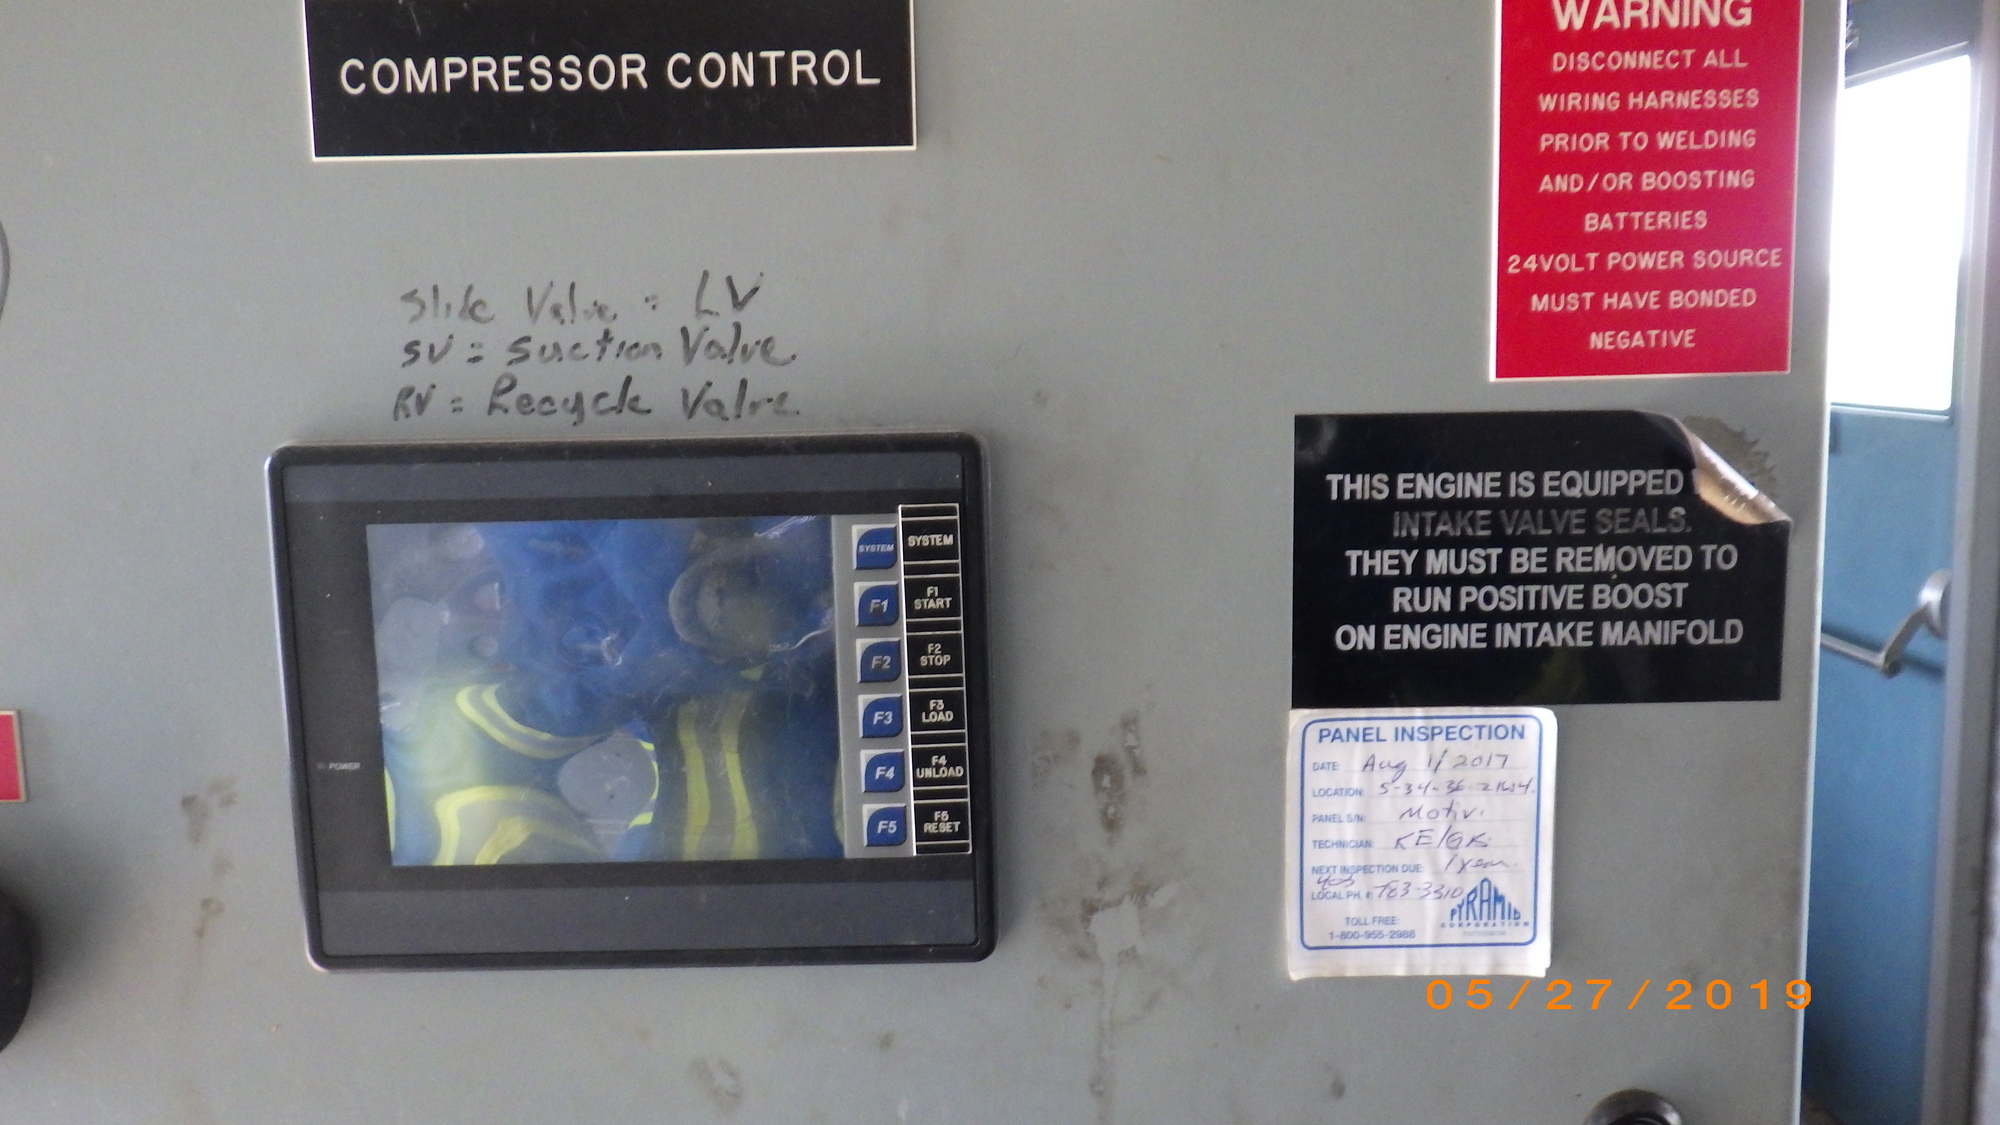 COMPRESSOR CONTROL
WARNING
DISCONNECT ALL
WIRING HARNESSES
PRIOR TO WELDING
AND/OR BOOSTING
BATTERIES
24VOLT POWER SOURCE
MUST HAVE BONDED
NEGATIVE
Slide Valve = LV
SV = Suction Valve
RV = Recycle Valve
SYSTEM SYSTEM
F1 F1 START
F2 F2 STOP
F3 F3 LOAD
F4 F4 UNLOAD
F5 F5 RESET
POWER
THIS ENGINE IS EQUIPPED
INTAKE VALVE SEALS.
THEY MUST BE REMOVED TO
RUN POSITIVE BOOST
ON ENGINE INTAKE MANIFOLD
PANEL INSPECTION
DATE: Aug 1/2017
LOCATION: 5-34-36-21W4
PANEL S/N: Motiv
TECHNICIAN: KE/GK
NEXT INSPECTION DUE: 1 year
LOCAL PH. #: 403 783-3310
PYRAMID
CORPORATION
TOLL FREE:
1-800-955-2988
05/27/2019